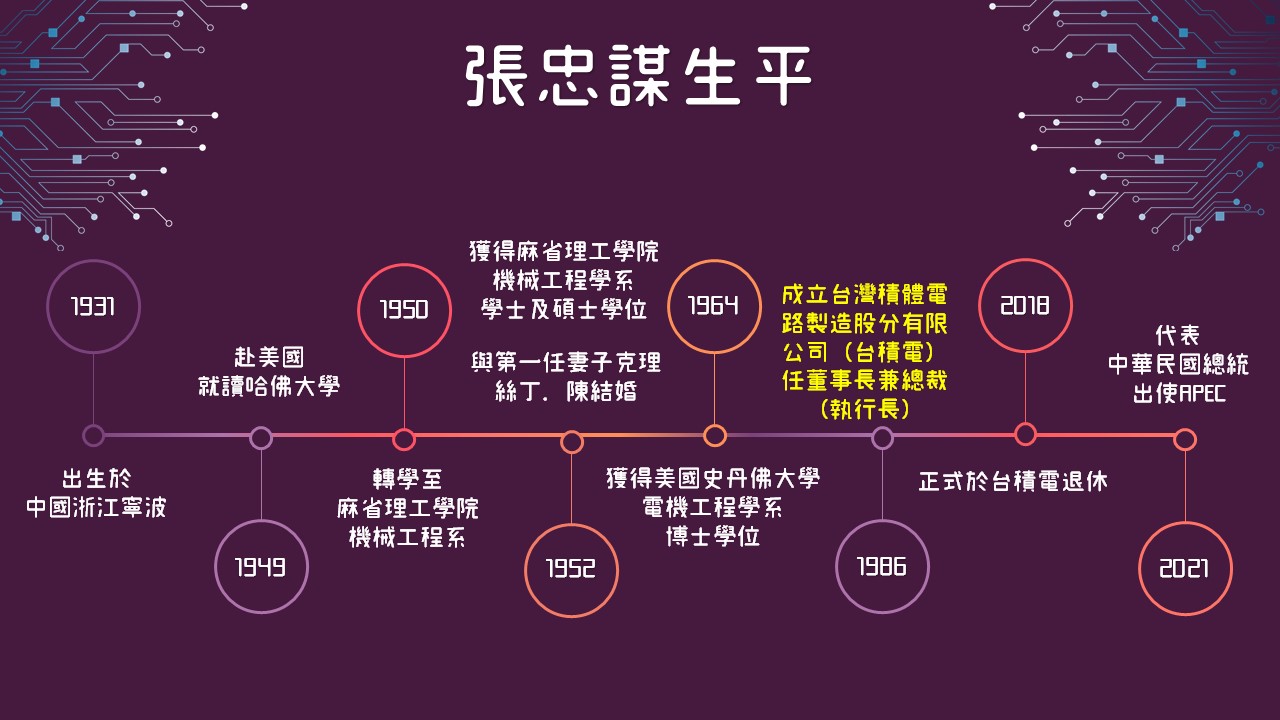 張忠謀生平
1931
出生於
中國浙江寧波
赴美國
就讀哈佛大學
1949
1950
轉學至
麻省理工學院
機械工程系
獲得麻省理工學院
機械工程學系
學士及碩士學位
與第一任妻子克理
絲丁．陳結婚
1952
1964
獲得美國史丹佛大學
電機工程學系
博士學位
成立台灣積體電
路製造股分有限
公司（台積電）
任董事長兼總裁
（執行長）
1986
2018
正式於台積電退休
代表
中華民國總統
出使APEC
2021